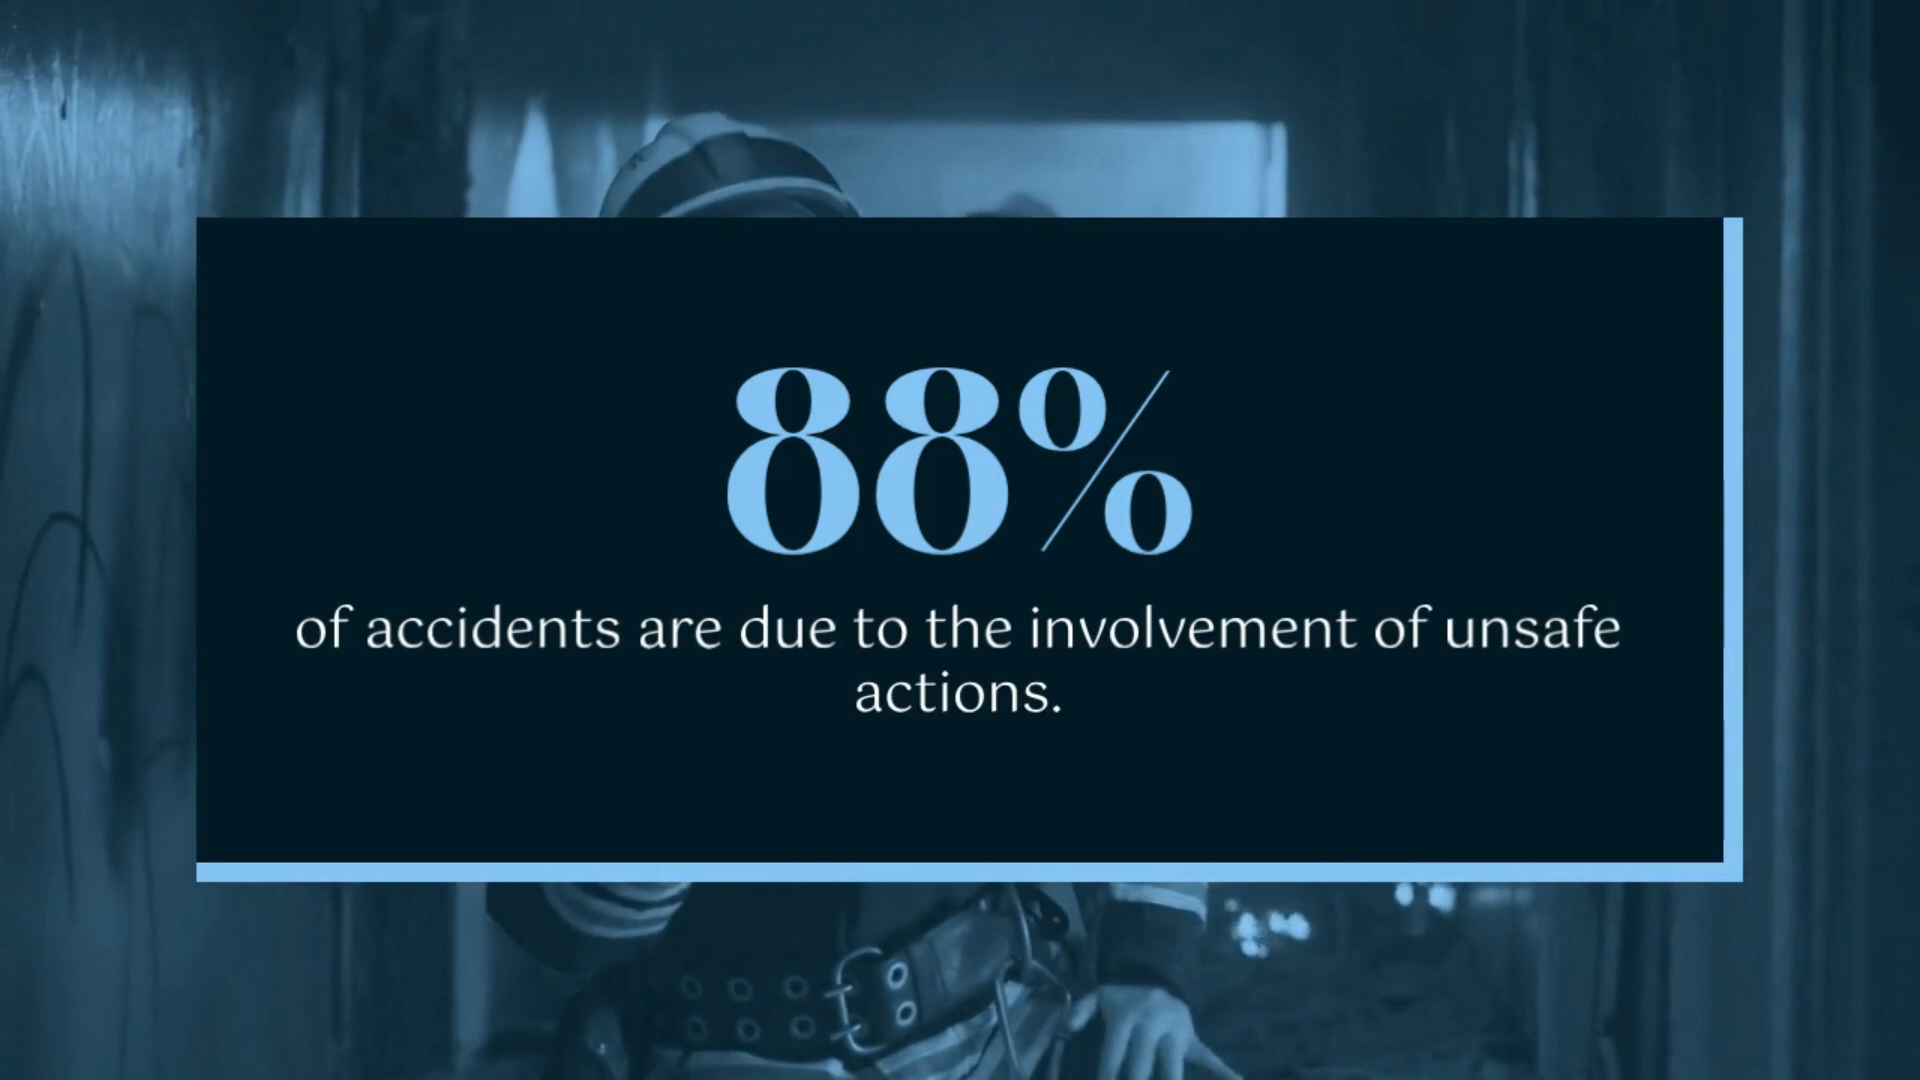 88%
of accidents are due to the involvement of unsafe
actions.